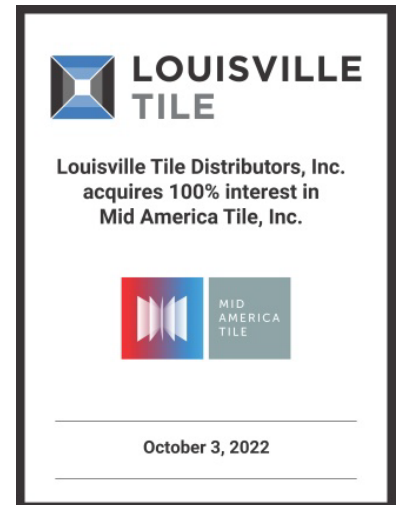 LOUISVILLE
TILE
Louisville Tile Distributors, Inc.
acquires 100% interest in
Mid America Tile, Inc.
MID
AMERICA
TILE
October 3, 2022